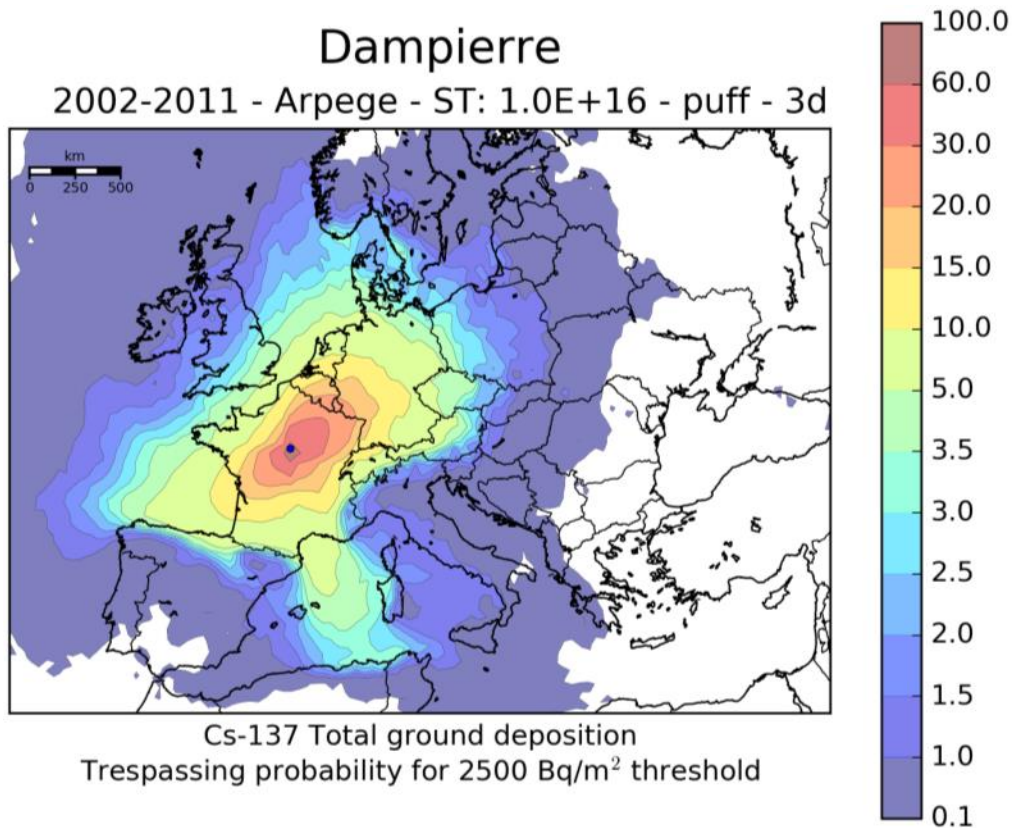 Dampierre
2002-2011 - Arpege - ST: 1.0E+16 - puff - 3d
km
0 250 500
100.0
60.0
30.0
20.0
15.0
10.0
5.0
3.5
3.0
2.5
2.0
1.5
1.0
0.1
Cs-137 Total ground deposition
Trespassing probability for 2500 Bq/m² threshold